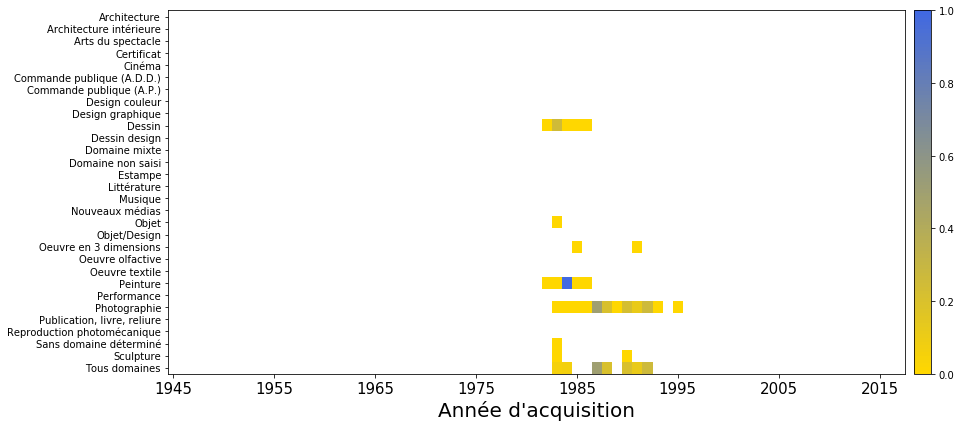 Architecture
Architecture intérieure
Arts du spectacle
Certificat
Cinéma
Commande publique (A.D.D.)
Commande publique (A.P.)
Design couleur
Design graphique
Dessin
Dessin design
Domaine mixte
Domaine non saisi
Estampe
Littérature
Musique
Nouveaux médias
Objet
Objet/Design
Oeuvre en 3 dimensions
Oeuvre olfactive
Oeuvre textile
Peinture
Performance
Photographie
Publication, livre, reliure
Reproduction photomécanique
Sans domaine déterminé
Sculpture
Tous domaines
1945 1955 1965 1975 1985 1995 2005 2015
Année d'acquisition
1.0
0.8
0.6
0.4
0.2
0.0